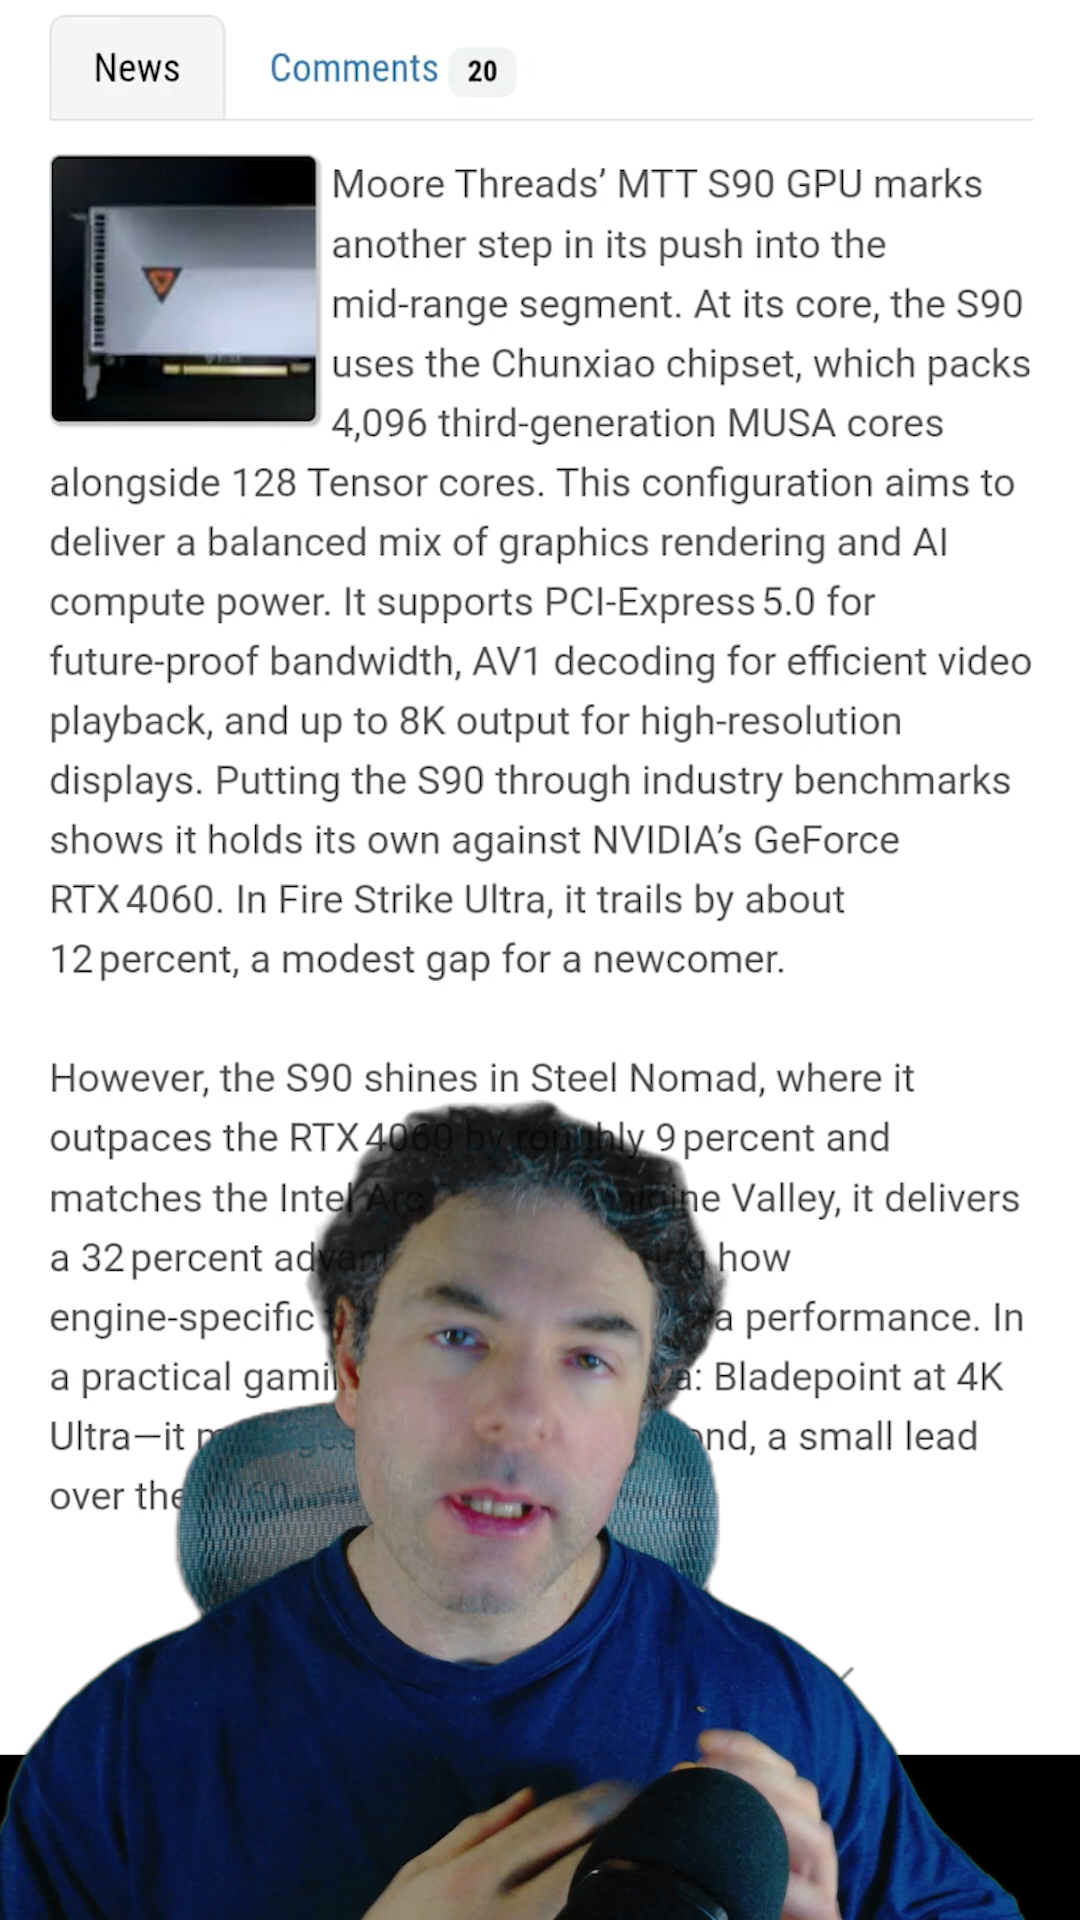 News
Comments 20
Moore Threads’ MTT S90 GPU marks
another step in its push into the
mid-range segment. At its core, the S90
uses the Chunxiao chipset, which packs
4,096 third-generation MUSA cores
alongside 128 Tensor cores. This configuration aims to
deliver a balanced mix of graphics rendering and AI
compute power. It supports PCI-Express 5.0 for
future-proof bandwidth, AV1 decoding for efficient video
playback, and up to 8K output for high-resolution
displays. Putting the S90 through industry benchmarks
shows it holds its own against NVIDIA’s GeForce
RTX 4060. In Fire Strike Ultra, it trails by about
12 percent, a modest gap for a newcomer.
However, the S90 shines in Steel Nomad, where it
outpaces the RTX 4060 by roughly 9 percent and
matches the Intel Arc Valley, it delivers
a 32 percent how
engine-specific performance. In
a practical Bladepoint at 4K
Ultra—it a small lead
over the 4060.